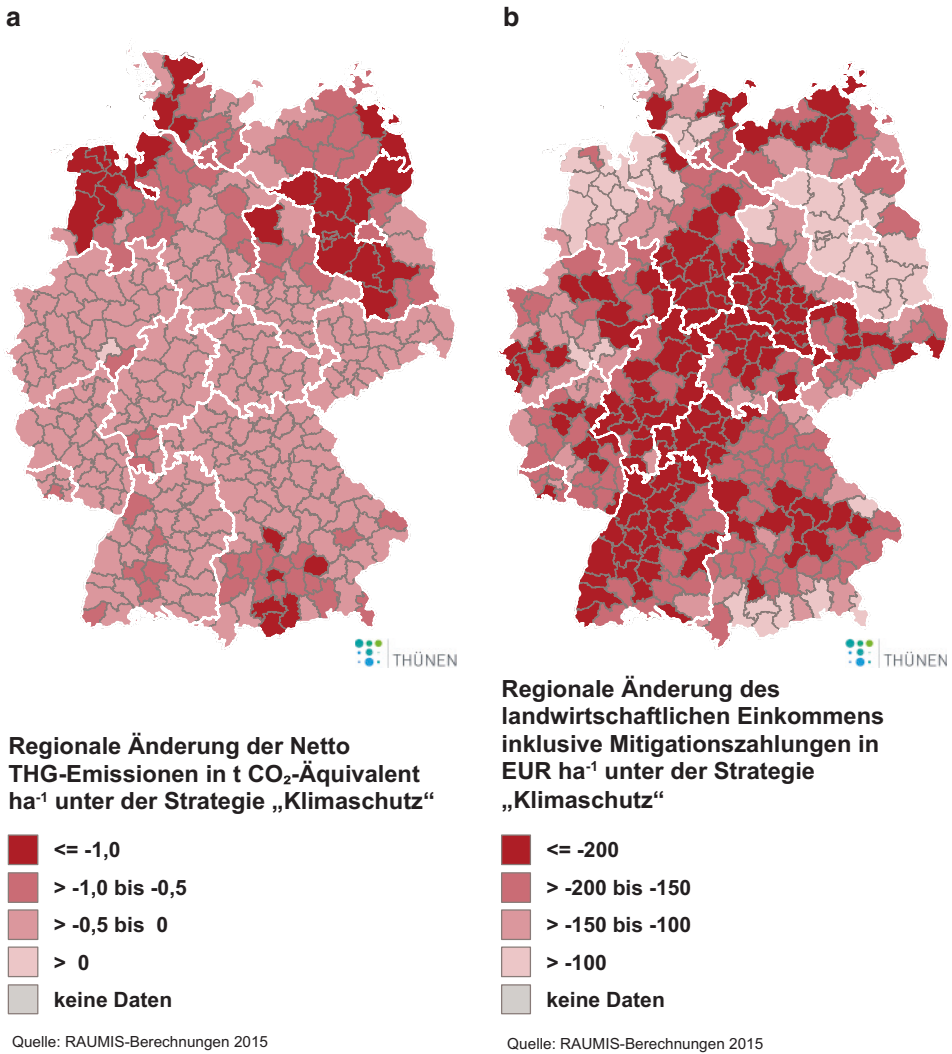 a
THÜNEN
Regionale Änderung der Netto
THG-Emissionen in t CO₂-Äquivalent
ha⁻¹ unter der Strategie „Klimaschutz“
<= -1,0
> -1,0 bis -0,5
> -0,5 bis 0
> 0
keine Daten
Quelle: RAUMIS-Berechnungen 2015
b
THÜNEN
Regionale Änderung des
landwirtschaftlichen Einkommens
inklusive Mitigationszahlungen in
EUR ha⁻¹ unter der Strategie
„Klimaschutz“
<= -200
> -200 bis -150
> -150 bis -100
> -100
keine Daten
Quelle: RAUMIS-Berechnungen 2015